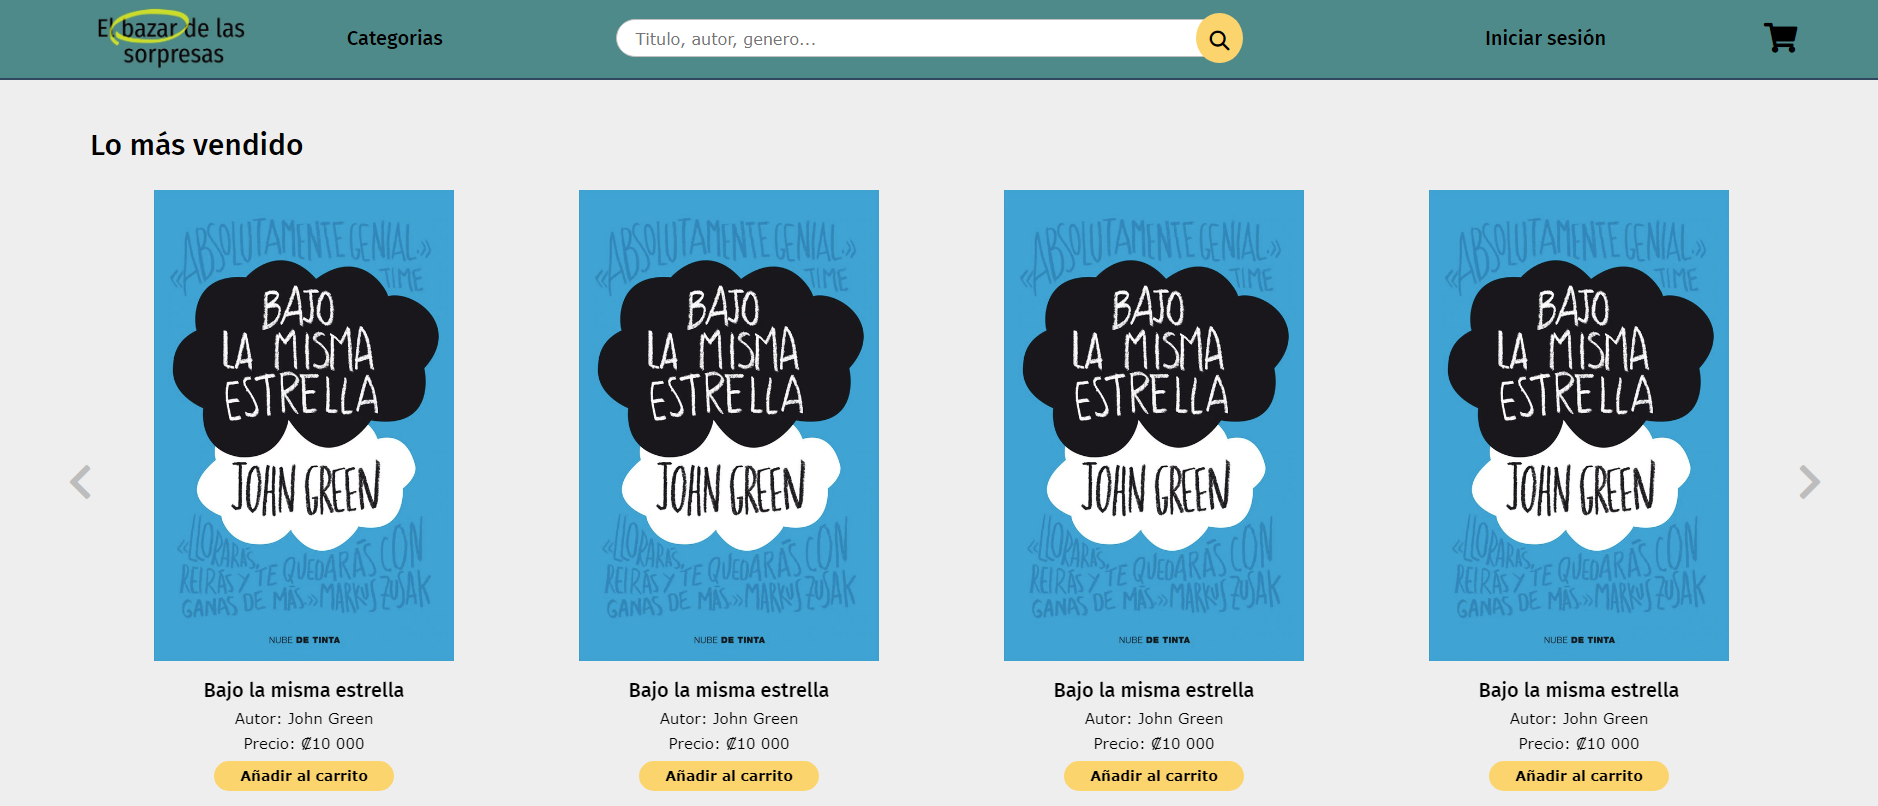 El bazar de las
sorpresas
Categorias
Titulo, autor, genero...
Iniciar sesión
Lo más vendido
«ABSOLUTAMENTE GENIAL.»
TIME
BAJO
LA MISMA
ESTRELLA
JOHN GREEN
«LLORARÁS,
REIRÁS Y TE QUEDARÁS CON
GANAS DE MÁS.» MARKUS ZUSAK
NUBE DE TINTA
Bajo la misma estrella
Autor: John Green
Precio: ₡10 000
Añadir al carrito
«ABSOLUTAMENTE GENIAL.»
TIME
BAJO
LA MISMA
ESTRELLA
JOHN GREEN
«LLORARÁS,
REIRÁS Y TE QUEDARÁS CON
GANAS DE MÁS.» MARKUS ZUSAK
NUBE DE TINTA
Bajo la misma estrella
Autor: John Green
Precio: ₡10 000
Añadir al carrito
«ABSOLUTAMENTE GENIAL.»
TIME
BAJO
LA MISMA
ESTRELLA
JOHN GREEN
«LLORARÁS,
REIRÁS Y TE QUEDARÁS CON
GANAS DE MÁS.» MARKUS ZUSAK
NUBE DE TINTA
Bajo la misma estrella
Autor: John Green
Precio: ₡10 000
Añadir al carrito
«ABSOLUTAMENTE GENIAL.»
TIME
BAJO
LA MISMA
ESTRELLA
JOHN GREEN
«LLORARÁS,
REIRÁS Y TE QUEDARÁS CON
GANAS DE MÁS.» MARKUS ZUSAK
NUBE DE TINTA
Bajo la misma estrella
Autor: John Green
Precio: ₡10 000
Añadir al carrito